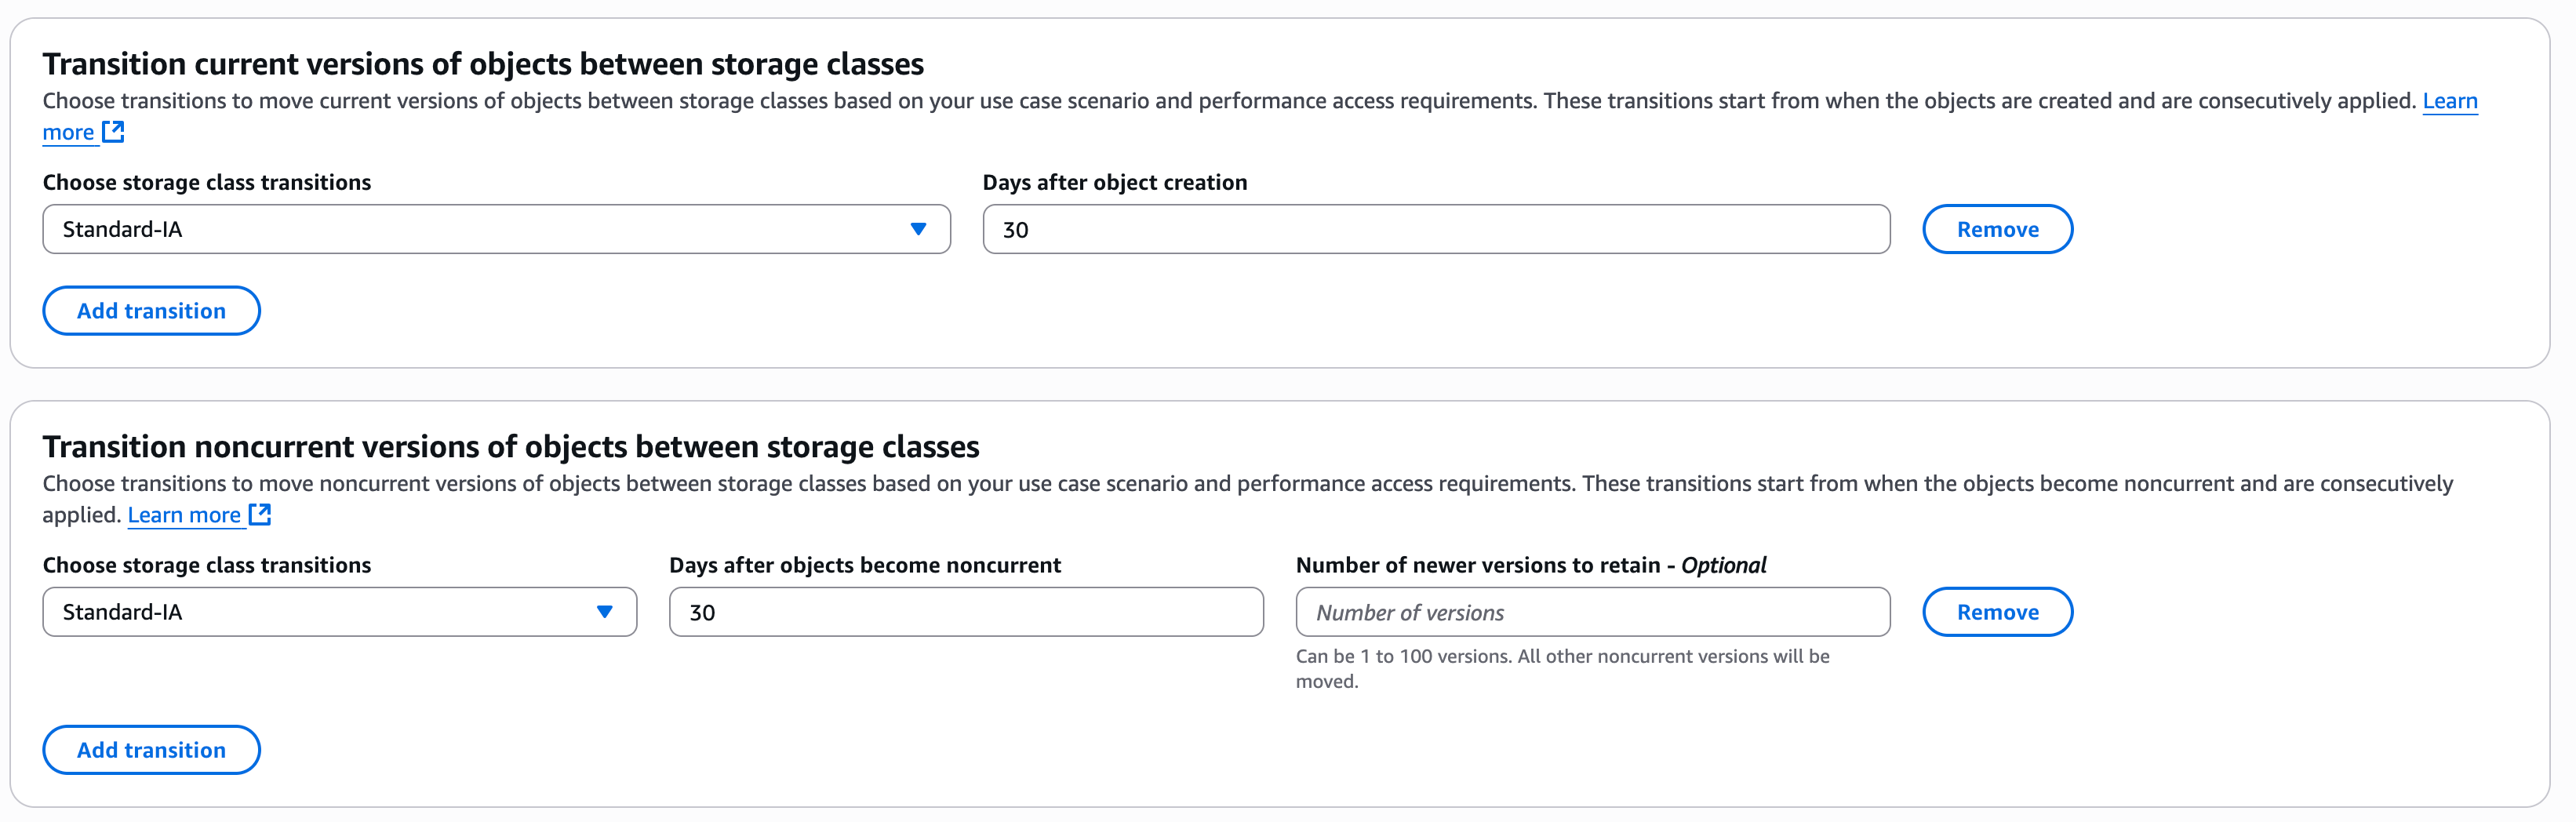 Transition current versions of objects between storage classes
Choose transitions to move current versions of objects between storage classes based on your use case scenario and performance access requirements. These transitions start from when the objects are created and are consecutively applied. Learn
more
Choose storage class transitions
Days after object creation
Standard-IA
30
Remove
Add transition
Transition noncurrent versions of objects between storage classes
Choose transitions to move noncurrent versions of objects between storage classes based on your use case scenario and performance access requirements. These transitions start from when the objects become noncurrent and are consecutively
applied. Learn more
Choose storage class transitions
Days after objects become noncurrent
Number of newer versions to retain - Optional
Standard-IA
30
Number of versions
Remove
Can be 1 to 100 versions. All other noncurrent versions will be
moved.
Add transition